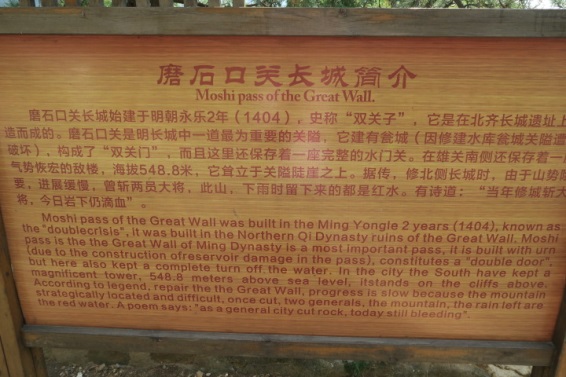 磨石口关长城简介
Moshi pass of the Great Wall.
磨石口关长城始建于明朝永乐2年（1404），史称“双关子”，它是在北齐长城遗址上
造而成的。磨石口关是明长城中一道最为重要的关隘，它建有瓮城（因修建水库瓮城关隘遭
破坏），构成了“双关门”，而且这里还保存着一座完整的水门关。在雄关南侧还保存着一
气势恢宏的敌楼，海拔548.8米，它耸立于关隘陡崖之上。据传，修北侧长城时，由于山势险
要，进展缓慢，曾斩两员大将，此山，下雨时留下来的都是红水。有诗道：“当年修城斩大
将，今日岩下仍滴血”。
Moshi pass of the Great Wall was built in the Ming Yongle 2 years (1404), known as
the "doublecrisis", it was built in the Northern Qi Dynasty ruins of the Great Wall. Moshi
pass is the the Great Wall of Ming Dynasty is a most important pass, it is built with urn
(due to the construction ofreservoir damage in the pass), constitutes a "double door",
but here also kept a complete turn off the water. In the city the South have kept a
magnificent tower, 548.8 meters above sea level, itstands on the cliffs above.
According to legend, repair the the Great Wall, progress is slow because the mountain
strategically located and difficult, once cut, two generals, the mountain, the rain left are
the red water. A poem says: "as a general city cut rock, today still bleeding".